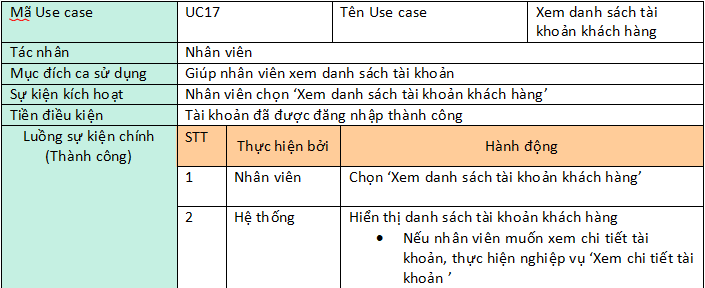 Mã Use case UC17 Tên Use case Xem danh sách tài
khoản khách hàng
Tác nhân Nhân viên
Mục đích ca sử dụng Giúp nhân viên xem danh sách tài khoản
Sự kiện kích hoạt Nhân viên chọn ‘Xem danh sách tài khoản khách hàng’
Tiền điều kiện Tài khoản đã được đăng nhập thành công
Luồng sự kiện chính
(Thành công)
STT Thực hiện bởi Hành động
1 Nhân viên Chọn ‘Xem danh sách tài khoản khách hàng’
2 Hệ thống Hiển thị danh sách tài khoản khách hàng
• Nếu nhân viên muốn xem chi tiết tài
khoản, thực hiện nghiệp vụ ‘Xem chi tiết tài
khoản ’